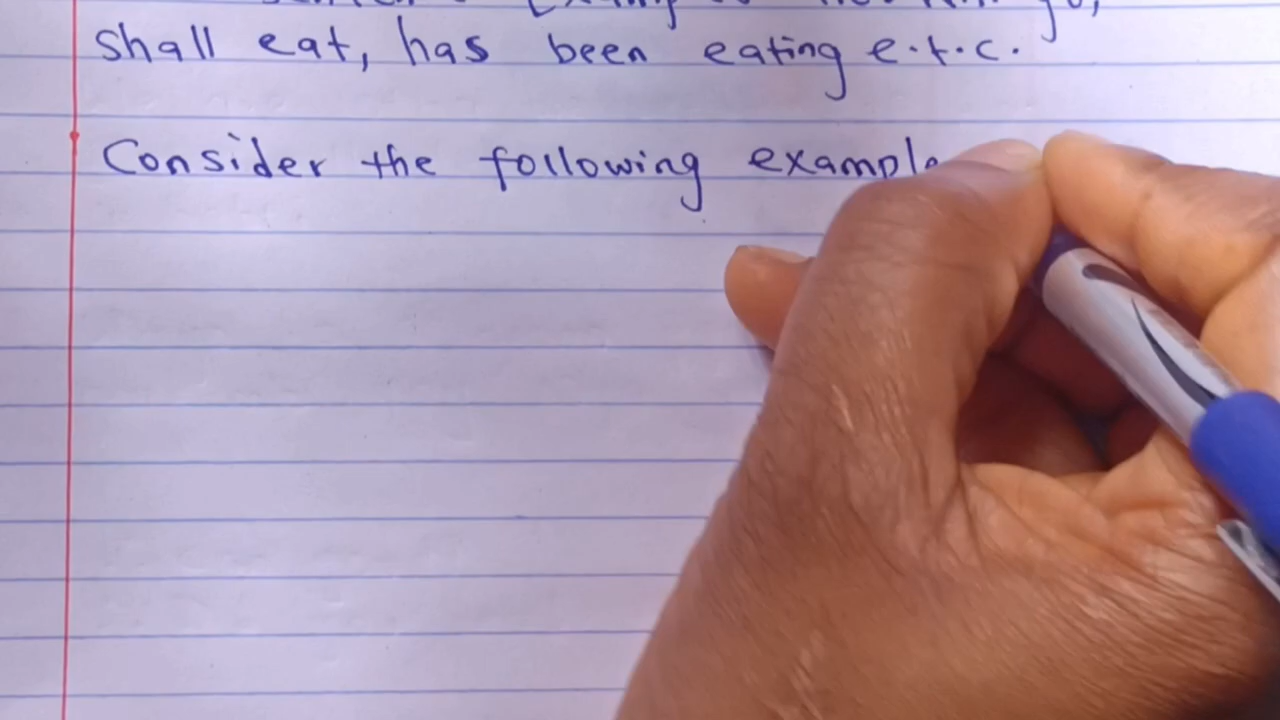 shall eat, has been eating e.t.c.
Consider the following example